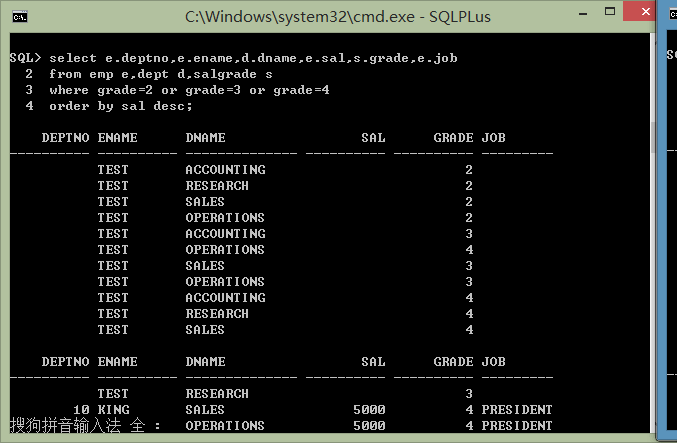 C:\Windows\system32\cmd.exe - SQLPLus
SQL> select e.deptno,e.ename,d.dname,e.sal,s.grade,e.job
2 from emp e,dept d,salgrade s
3 where grade=2 or grade=3 or grade=4
4 order by sal desc;
DEPTNO ENAME DNAME SAL GRADE JOB
---------- ---------- -------------- ---------- ---------- ---------
TEST ACCOUNTING 2
TEST RESEARCH 2
TEST SALES 2
TEST OPERATIONS 2
TEST ACCOUNTING 3
TEST OPERATIONS 4
TEST SALES 3
TEST OPERATIONS 3
TEST ACCOUNTING 4
TEST RESEARCH 4
TEST SALES 4
DEPTNO ENAME DNAME SAL GRADE JOB
---------- ---------- -------------- ---------- ---------- ---------
TEST RESEARCH 3
10 KING SALES 5000 4 PRESIDENT
搜狗拼音输入法 全 : OPERATIONS 5000 4 PRESIDENT